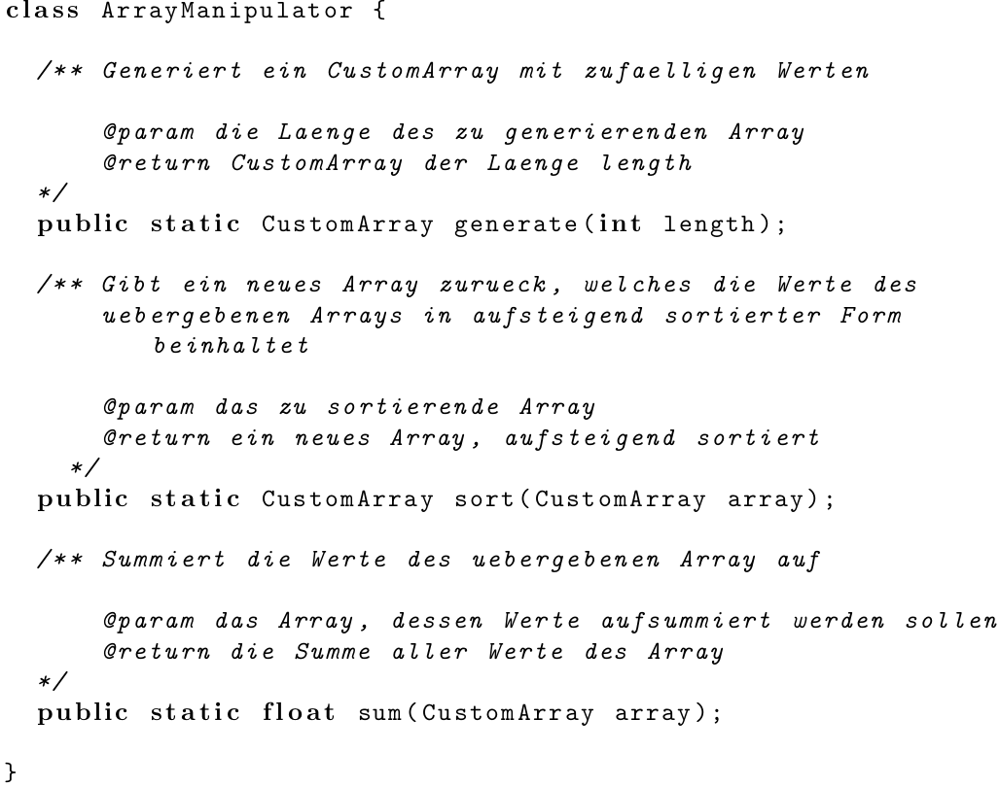 class ArrayManipulator {
/** Generiert ein CustomArray mit zufaelligen Werten
@param die Laenge des zu generierenden Array
@return CustomArray der Laenge length
*/
public static CustomArray generate(int length);
/** Gibt ein neues Array zurueck, welches die Werte des
uebergebenen Arrays in aufsteigend sortierter Form
beinhaltet
@param das zu sortierende Array
@return ein neues Array, aufsteigend sortiert
*/
public static CustomArray sort(CustomArray array);
/** Summiert die Werte des uebergebenen Array auf
@param das Array, dessen Werte aufsummiert werden sollen
@return die Summe aller Werte des Array
*/
public static float sum(CustomArray array);
}